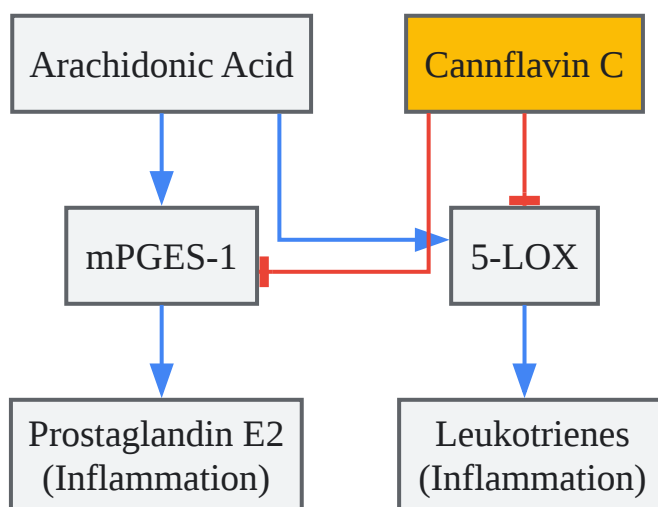 Arachidonic Acid
Cannflavin C
mPGES-1
5-LOX
Prostaglandin E2
(Inflammation)
Leukotrienes
(Inflammation)